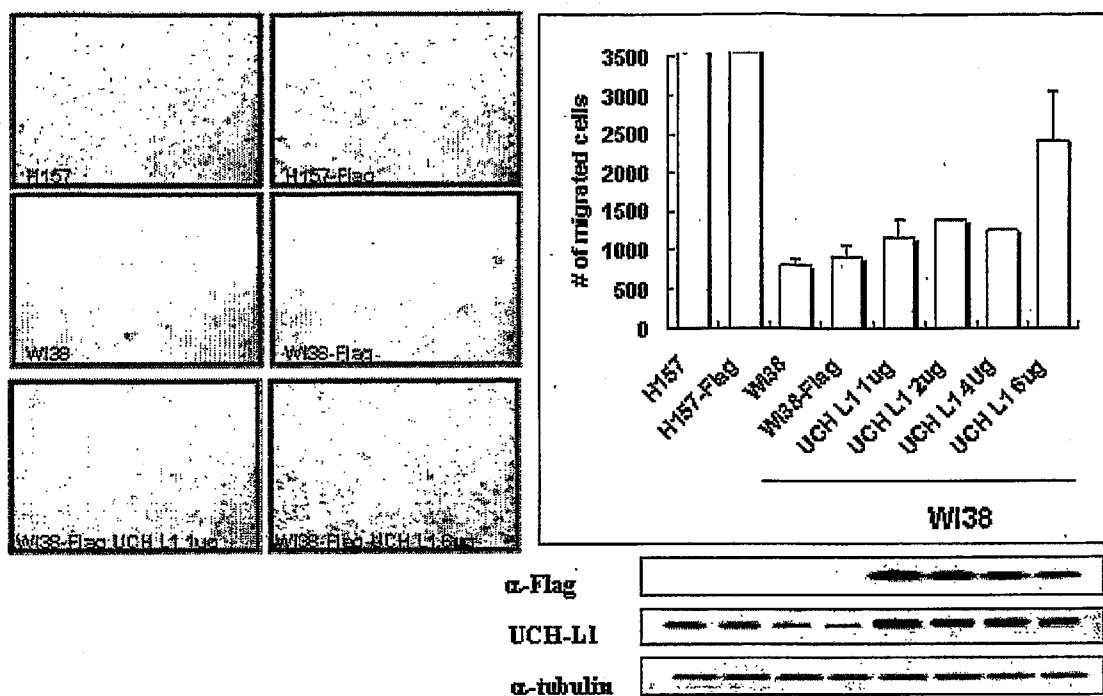 H157
H157-Flag
WI38
WI38-Flag
WI38-Flag UCH L1 1ug
WI38-Flag-UCH L1 6ug
# of migrated cells
3500
3000
2500
2000
1500
1000
500
0
H157
H157-Flag
WI38
WI38-Flag
UCH L1 1ug
UCH L1 2ug
UCH L1 4Ug
UCH L1 6ug
WI38
α-Flag
UCH-L1
α-tubulin